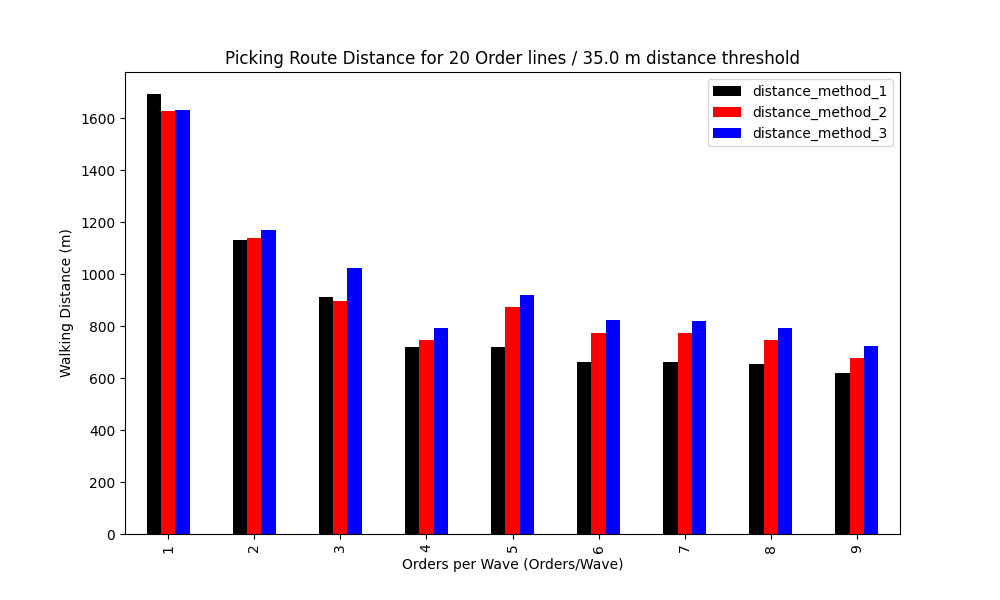 Picking Route Distance for 20 Order lines / 35.0 m distance threshold
distance_method_1
distance_method_2
distance_method_3
Walking Distance (m)
1600
1400
1200
1000
800
600
400
200
0
1 2 3 4 5 6 7 8 9
Orders per Wave (Orders/Wave)